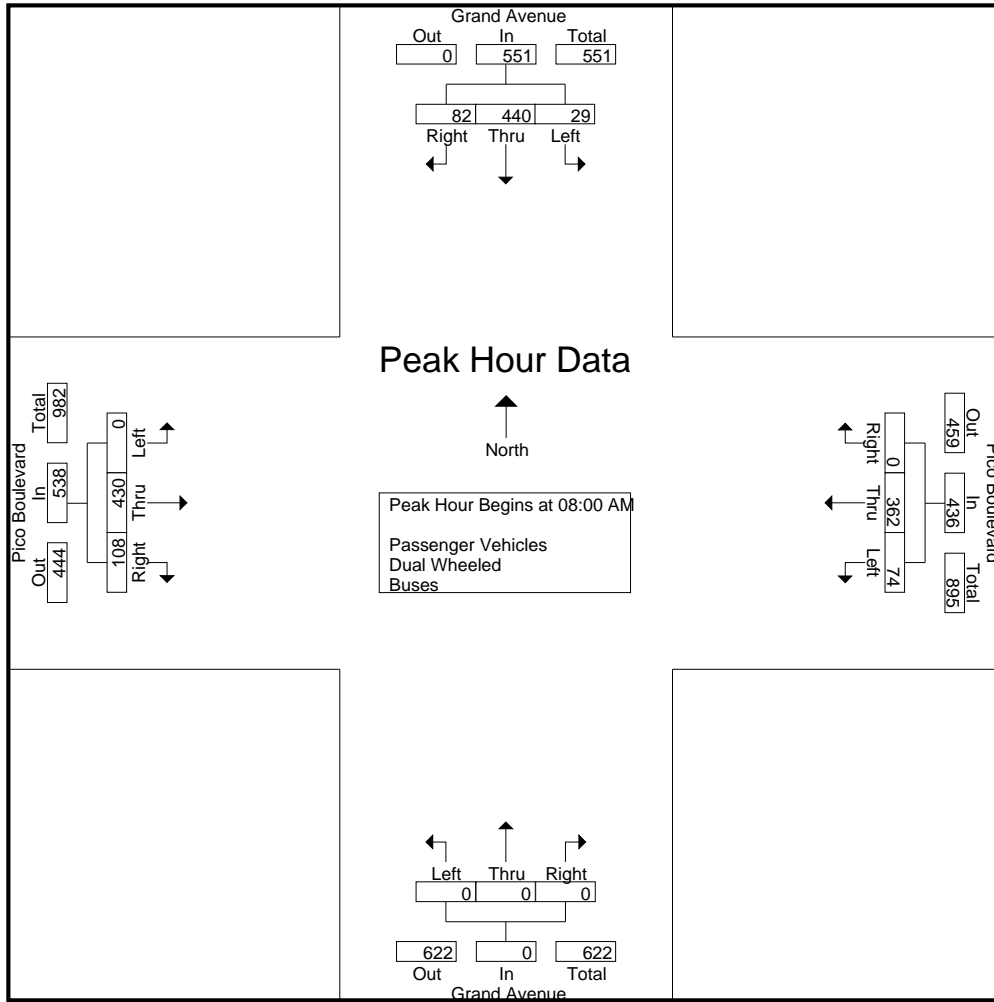 Grand Avenue
Out In Total
0 551 551
82 440 29
Right Thru Left
Peak Hour Data
North
Peak Hour Begins at 08:00 AM
Passenger Vehicles
Dual Wheeled
Buses
Pico Boulevard
Out In Total
444 538 982
108 430 0
Right Thru Left
Pico Boulevard
Out In Total
459 436 895
0 362 74
Right Thru Left
Left Thru Right
0 0 0
622 0 622
Out In Total
Grand Avenue